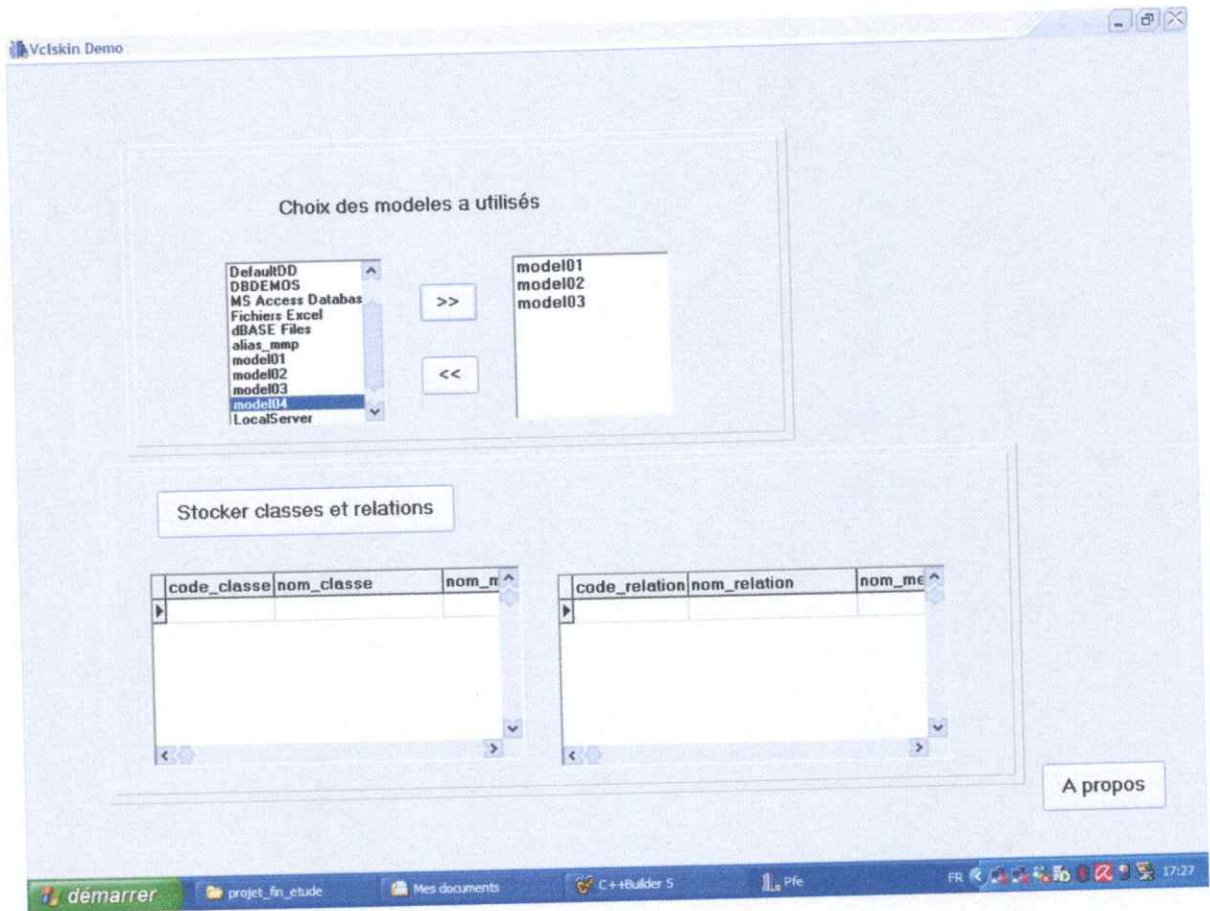 Vclskin Demo
Choix des modeles a utilisés
DefaultDD
DBDEMOS
MS Access Databas
Fichiers Excel
dBASE Files
alias_mmp
model01
model02
model03
model04
LocalServer
>>
<<
model01
model02
model03
Stocker classes et relations
code_classe nom_classe nom_m
code_relation nom_relation nom_me
A propos
démarrer projet_fin_etude Mes documents C++Builder 5 Pfe FR 17:27